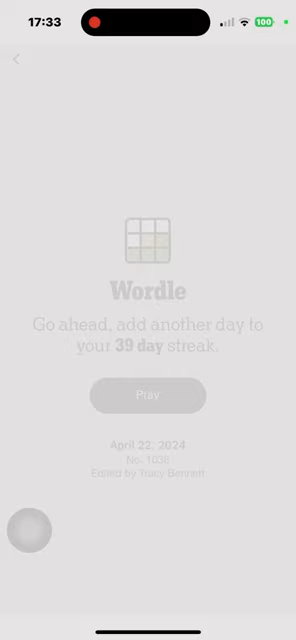 17:33
100
Wordle
Go ahead, add another day to
your 39 day streak.
Play
April 22, 2024
No. 1038
Edited by Tracy Bennett